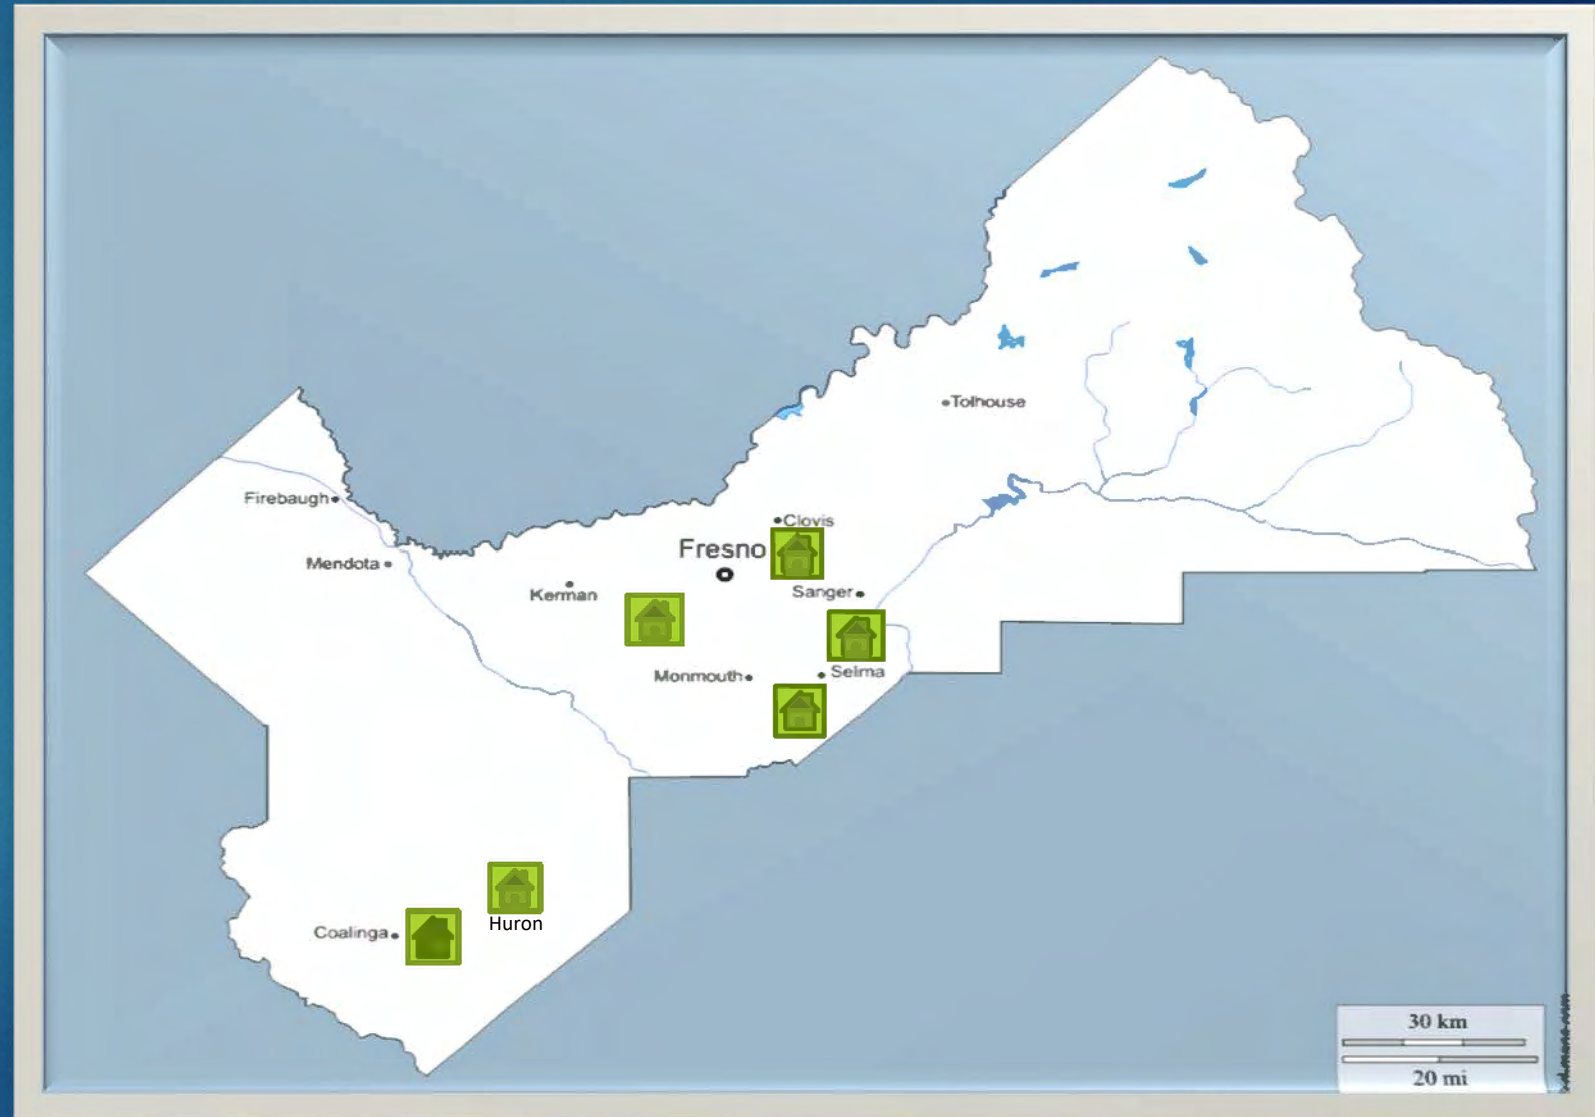 Tolhouse
Firebaugh
Clovis
Fresno
Mendota
Kerman
Sanger
Monmouth
Selma
Huron
Coalinga
30 km
20 mi